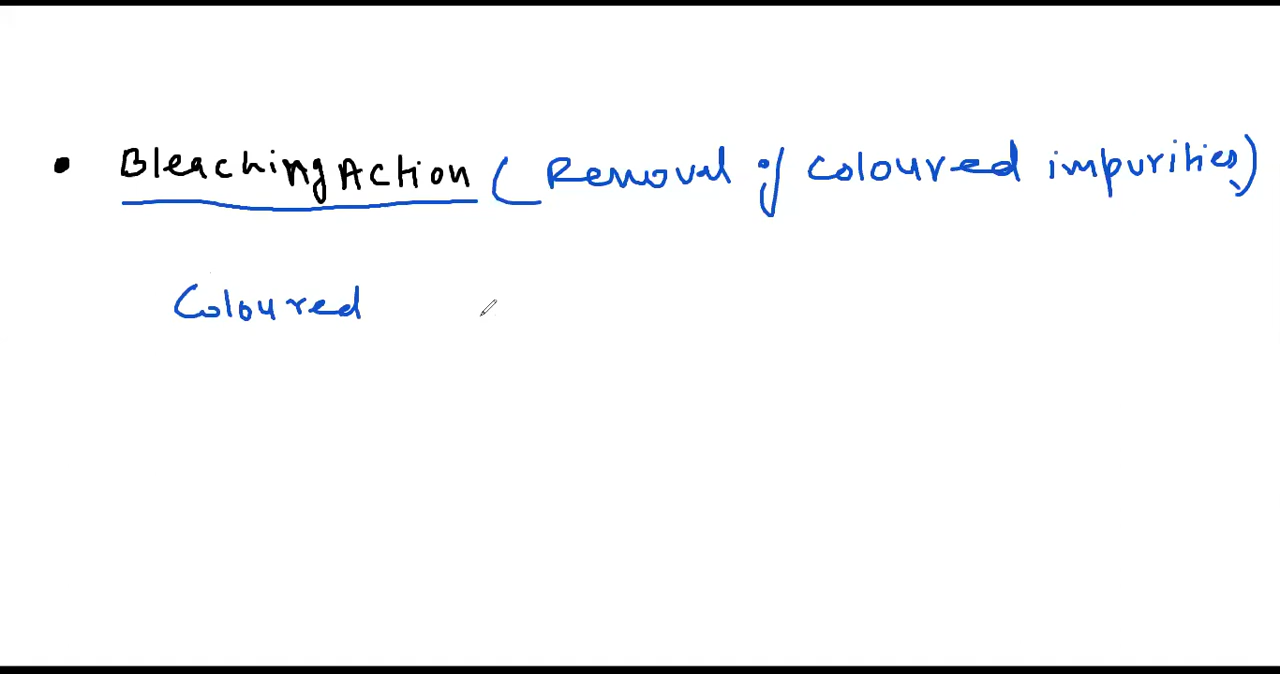 • Bleaching Action ( Removal of coloured impurities)
Coloured